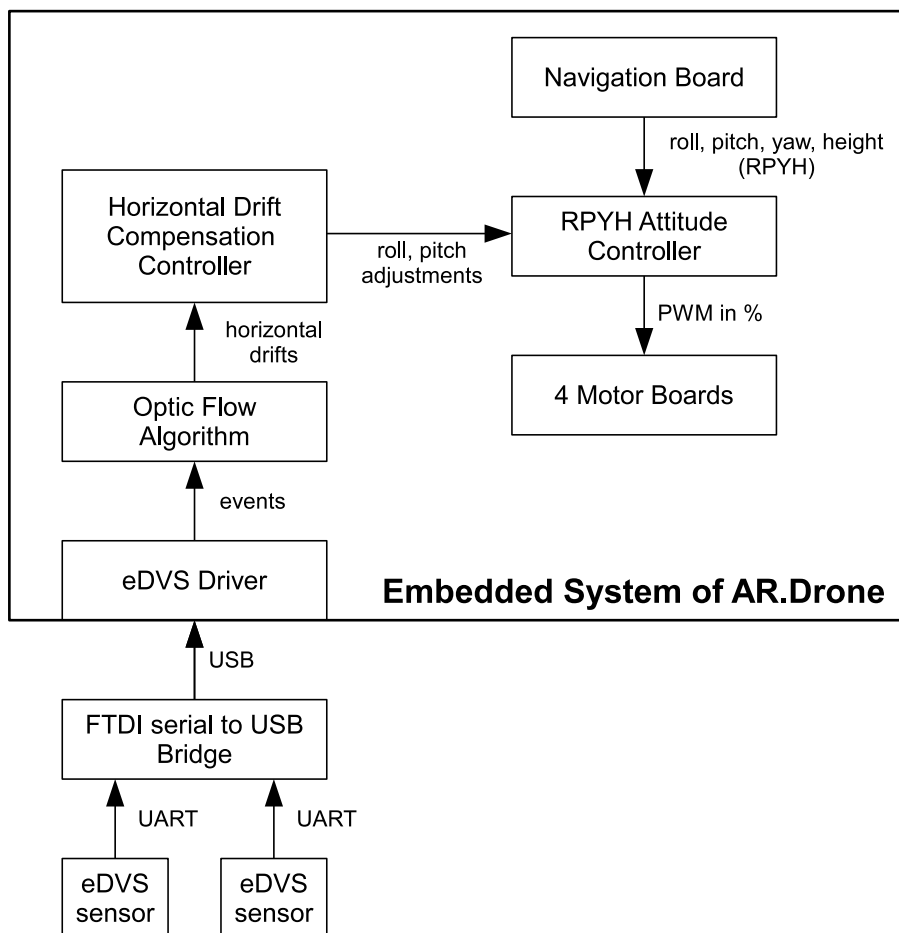 Navigation Board
roll, pitch, yaw, height
(RPYH)
Horizontal Drift
Compensation
Controller
roll, pitch
adjustments
RPYH Attitude
Controller
PWM in %
4 Motor Boards
horizontal
drifts
Optic Flow
Algorithm
events
eDVS Driver
Embedded System of AR.Drone
USB
FTDI serial to USB
Bridge
UART
UART
eDVS
sensor
eDVS
sensor